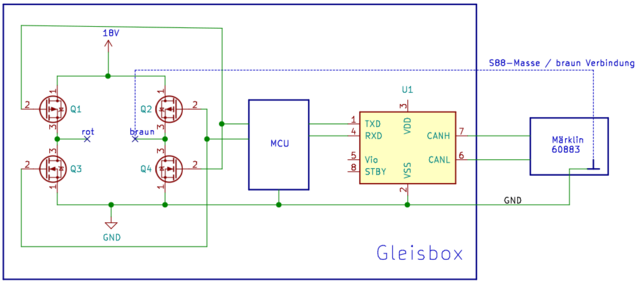 18V
S88-Masse / braun Verbindung
1
1
2
Q1
Q2
2
3
3
rot
braun
3
3
2
Q3
Q4
2
1
1
GND
MCU
U1
3
VDD
1
TXD
4
RXD
5
Vio
8
STBY
CANH
7
CANL
6
VSS
2
Märklin
60883
GND
Gleisbox